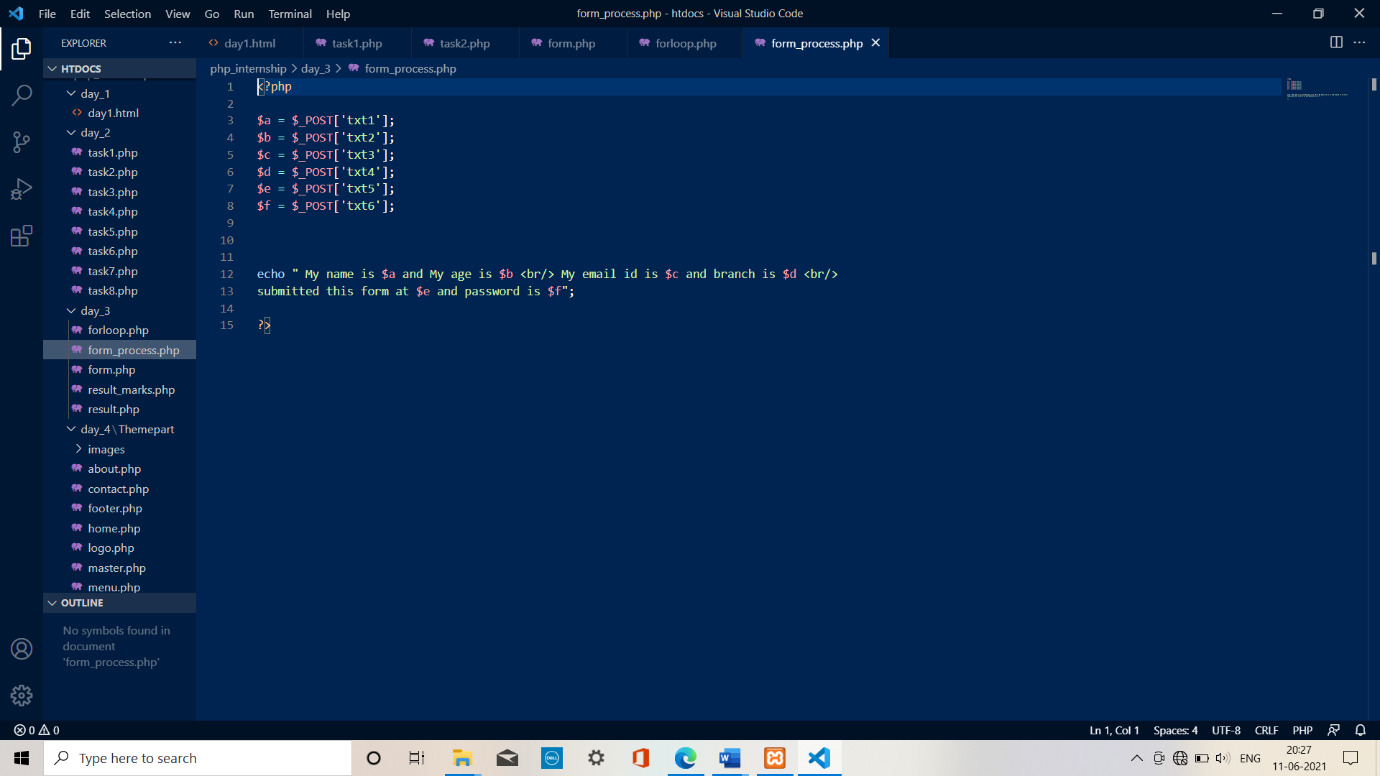 File Edit Selection View Go Run Terminal Help
form_process.php - htdocs - Visual Studio Code
EXPLORER
day1.html
task1.php
task2.php
form.php
forloop.php
form_process.php
HTDOCS
php_internship > day_3 > form_process.php
day_1
day1.html
day_2
task1.php
task2.php
task3.php
task4.php
task5.php
task6.php
task7.php
task8.php
day_3
forloop.php
form_process.php
form.php
result_marks.php
result.php
day_4\Themepart
images
about.php
contact.php
footer.php
home.php
logo.php
master.php
menu.php
OUTLINE
No symbols found in
document
'form_process.php'
1 <?php
2
3 $a = $_POST['txt1'];
4 $b = $_POST['txt2'];
5 $c = $_POST['txt3'];
6 $d = $_POST['txt4'];
7 $e = $_POST['txt5'];
8 $f = $_POST['txt6'];
9
10
11
12 echo " My name is $a and My age is $b <br/> My email id is $c and branch is $d <br/>
13 submitted this form at $e and password is $f";
14
15 ?>
0 0
Ln 1, Col 1 Spaces: 4 UTF-8 CRLF PHP
Type here to search
DELL
ENG
20:27
11-06-2021